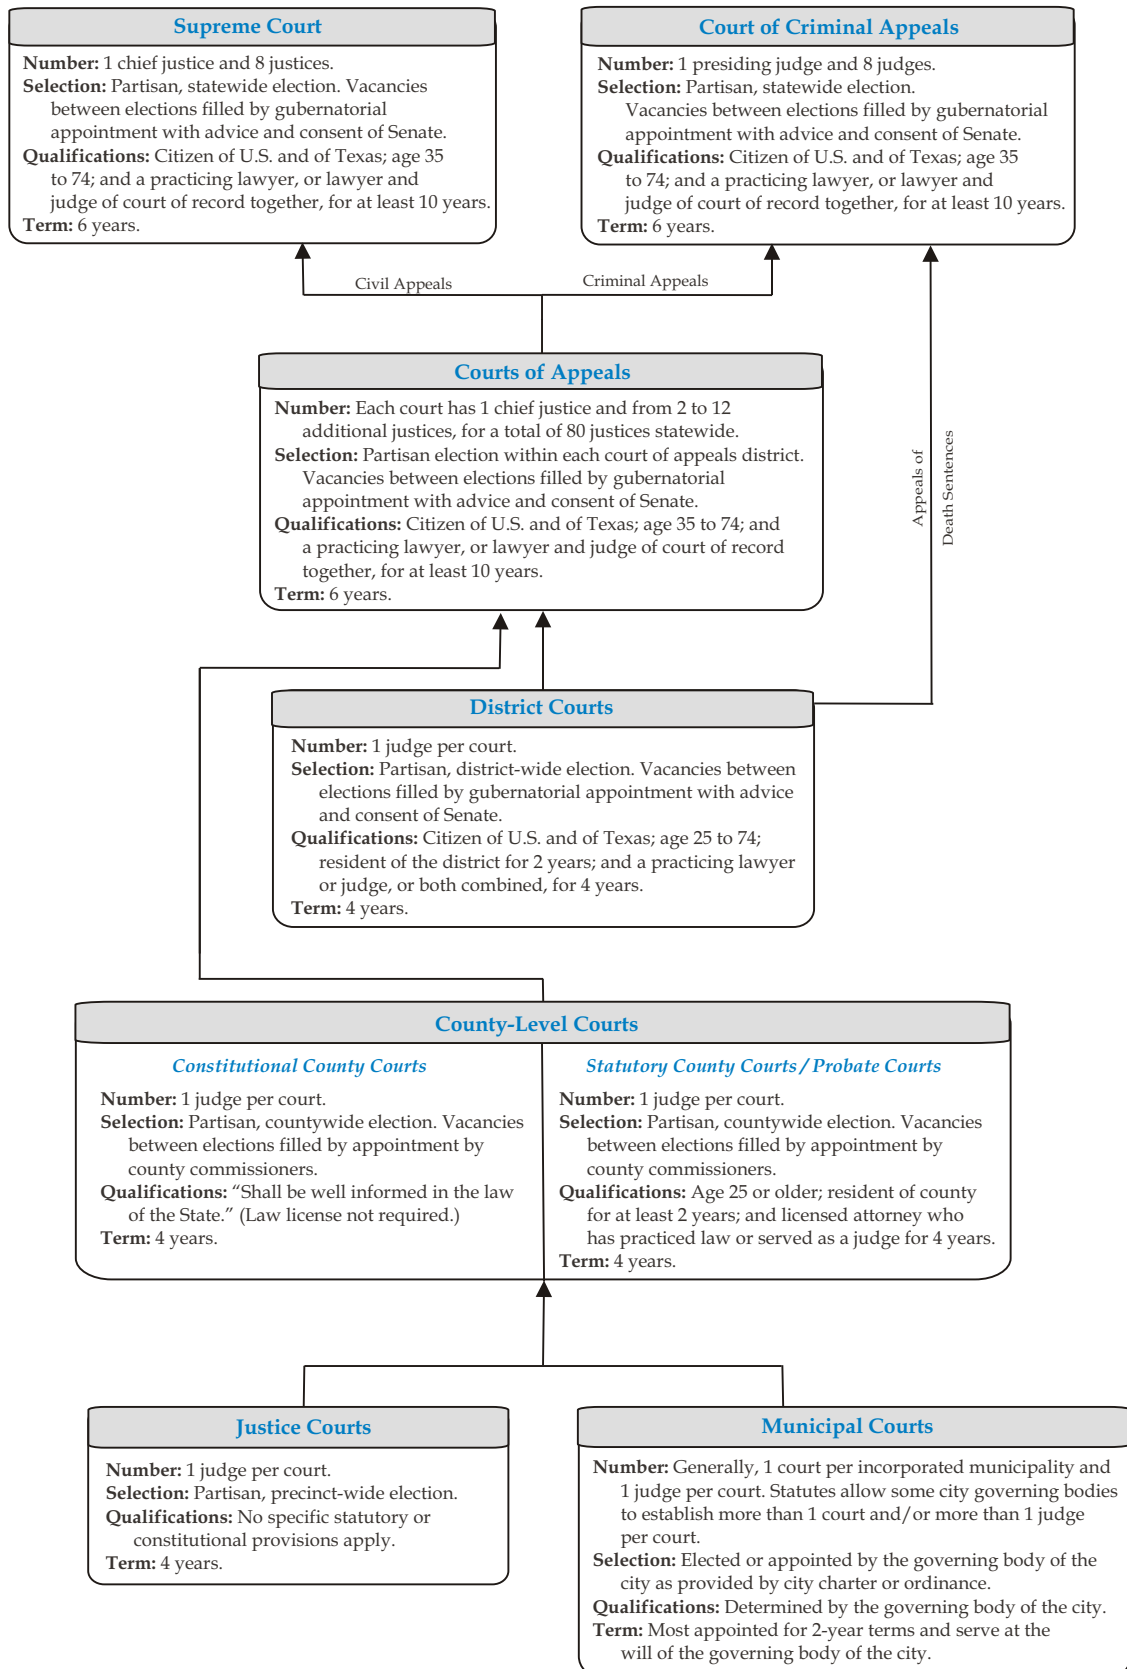 Supreme Court
Number: 1 chief justice and 8 justices.
Selection: Partisan, statewide election. Vacancies
between elections filled by gubernatorial
appointment with advice and consent of Senate.
Qualifications: Citizen of U.S. and of Texas; age 35
to 74; and a practicing lawyer, or lawyer and
judge of court of record together, for at least 10 years.
Term: 6 years.
Court of Criminal Appeals
Number: 1 presiding judge and 8 judges.
Selection: Partisan, statewide election.
Vacancies between elections filled by gubernatorial
appointment with advice and consent of Senate.
Qualifications: Citizen of U.S. and of Texas; age 35
to 74; and a practicing lawyer, or lawyer and
judge of court of record together, for at least 10 years.
Term: 6 years.
Civil Appeals
Criminal Appeals
Courts of Appeals
Number: Each court has 1 chief justice and from 2 to 12
additional justices, for a total of 80 justices statewide.
Selection: Partisan election within each court of appeals district.
Vacancies between elections filled by gubernatorial
appointment with advice and consent of Senate.
Qualifications: Citizen of U.S. and of Texas; age 35 to 74; and
a practicing lawyer, or lawyer and judge of court of record
together, for at least 10 years.
Term: 6 years.
Appeals of
Death Sentences
District Courts
Number: 1 judge per court.
Selection: Partisan, district-wide election. Vacancies between
elections filled by gubernatorial appointment with advice
and consent of Senate.
Qualifications: Citizen of U.S. and of Texas; age 25 to 74;
resident of the district for 2 years; and a practicing lawyer
or judge, or both combined, for 4 years.
Term: 4 years.
County-Level Courts
Constitutional County Courts
Number: 1 judge per court.
Selection: Partisan, countywide election. Vacancies
between elections filled by appointment by
county commissioners.
Qualifications: “Shall be well informed in the law
of the State.” (Law license not required.)
Term: 4 years.
Statutory County Courts / Probate Courts
Number: 1 judge per court.
Selection: Partisan, countywide election. Vacancies
between elections filled by appointment by
county commissioners.
Qualifications: Age 25 or older; resident of county
for at least 2 years; and licensed attorney who
has practiced law or served as a judge for 4 years.
Term: 4 years.
Justice Courts
Number: 1 judge per court.
Selection: Partisan, precinct-wide election.
Qualifications: No specific statutory or
constitutional provisions apply.
Term: 4 years.
Municipal Courts
Number: Generally, 1 court per incorporated municipality and
1 judge per court. Statutes allow some city governing bodies
to establish more than 1 court and/or more than 1 judge
per court.
Selection: Elected or appointed by the governing body of the
city as provided by city charter or ordinance.
Qualifications: Determined by the governing body of the city.
Term: Most appointed for 2-year terms and serve at the
will of the governing body of the city.